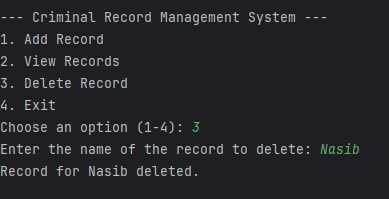 --- Criminal Record Management System ---
1. Add Record
2. View Records
3. Delete Record
4. Exit
Choose an option (1-4): 3
Enter the name of the record to delete: Nasib
Record for Nasib deleted.